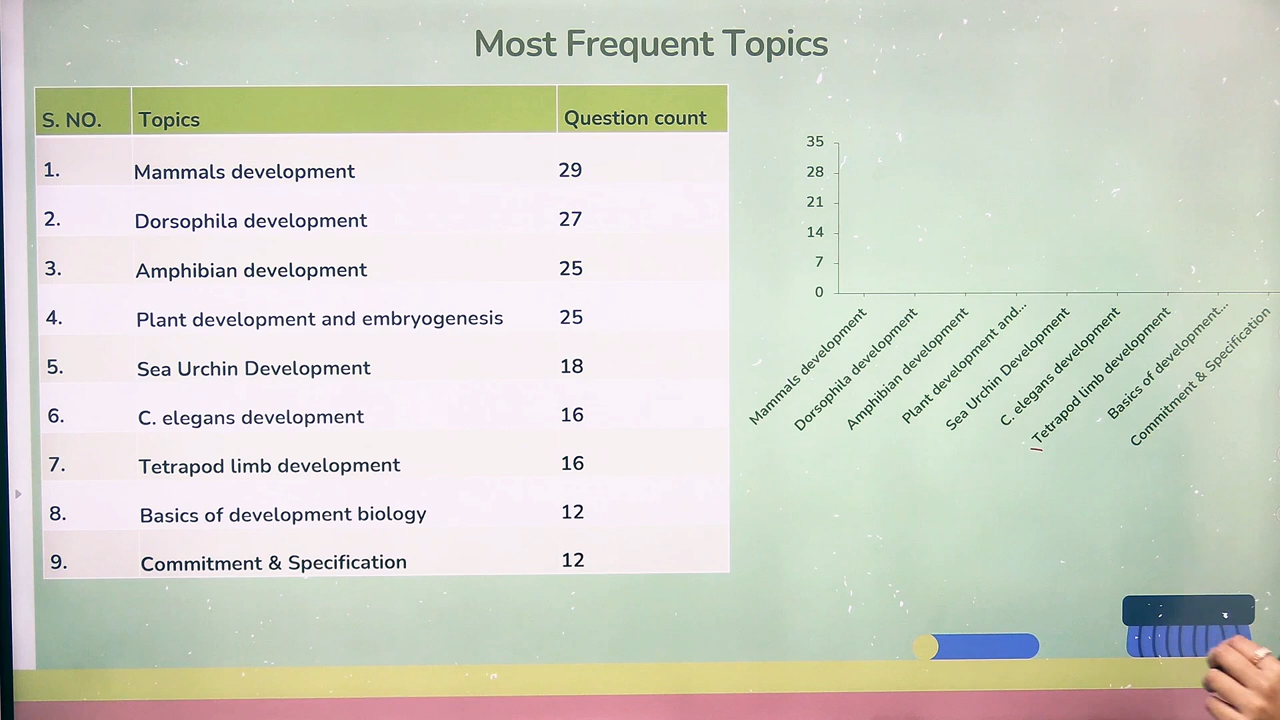 Most Frequent Topics
S. NO. Topics Question count
1. Mammals development 29
2. Dorsophila development 27
3. Amphibian development 25
4. Plant development and embryogenesis 25
5. Sea Urchin Development 18
6. C. elegans development 16
7. Tetrapod limb development 16
8. Basics of development biology 12
9. Commitment & Specification 12
35
28
21
14
7
0
Mammals development
Dorsophila development
Amphibian development
Plant development and...
Sea Urchin Development
C. elegans development
Tetrapod limb development
Basics of development...
Commitment & Specification